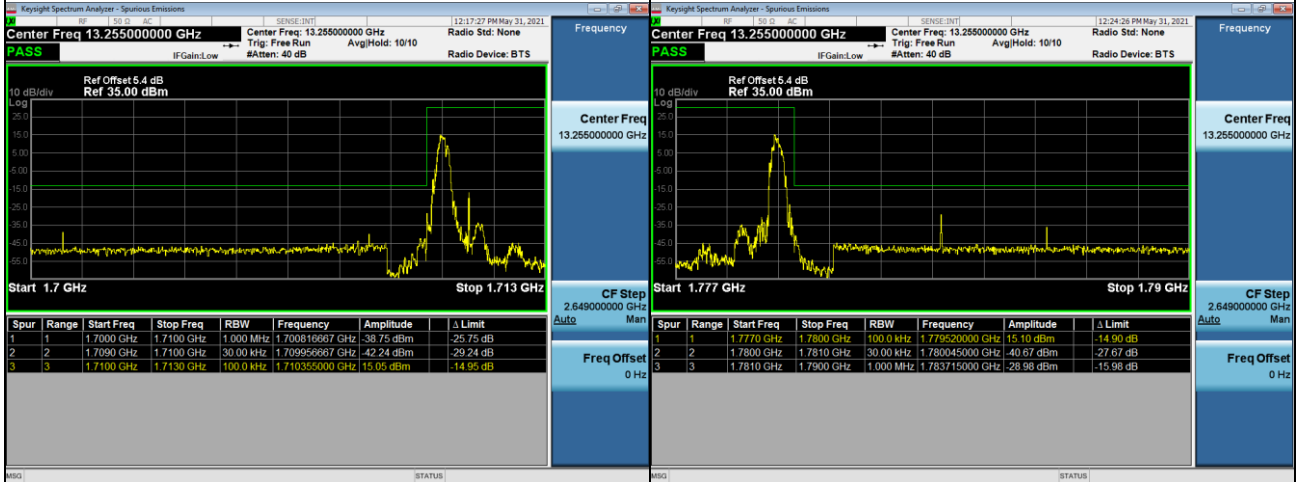 Keysight Spectrum Analyzer - Spurious Emissions
RF 50 Ω AC SENSE:INT 12:17:27 PM May 31, 2021
Center Freq 13.255000000 GHz Center Freq: 13.255000000 GHz Radio Std: None
Trig: Free Run Avg|Hold: 10/10
PASS IFGain:Low #Atten: 40 dB Radio Device: BTS
Ref Offset 5.4 dB
10 dB/div Ref 35.00 dBm
Log
25.0
15.0
5.00
-5.00
-15.0
-25.0
-35.0
-45.0
-55.0
Start 1.7 GHz Stop 1.713 GHz
Spur Range Start Freq Stop Freq RBW Frequency Amplitude Δ Limit
1 1 1.7000 GHz 1.7100 GHz 1.000 MHz 1.700816667 GHz -38.75 dBm -25.75 dB
2 2 1.7090 GHz 1.7100 GHz 30.00 kHz 1.709956667 GHz -42.24 dBm -29.24 dB
3 3 1.7100 GHz 1.7130 GHz 100.0 kHz 1.710355000 GHz 15.05 dBm -14.95 dB
MSG STATUS
Frequency
Center Freq
13.255000000 GHz
CF Step
2.649000000 GHz
Auto Man
Freq Offset
0 Hz
Keysight Spectrum Analyzer - Spurious Emissions
RF 50 Ω AC SENSE:INT 12:24:26 PM May 31, 2021
Center Freq 13.255000000 GHz Center Freq: 13.255000000 GHz Radio Std: None
Trig: Free Run Avg|Hold: 10/10
PASS IFGain:Low #Atten: 40 dB Radio Device: BTS
Ref Offset 5.4 dB
10 dB/div Ref 35.00 dBm
Log
25.0
15.0
5.00
-5.00
-15.0
-25.0
-35.0
-45.0
-55.0
Start 1.777 GHz Stop 1.79 GHz
Spur Range Start Freq Stop Freq RBW Frequency Amplitude Δ Limit
1 1 1.7770 GHz 1.7800 GHz 100.0 kHz 1.779520000 GHz 15.10 dBm -14.90 dB
2 2 1.7800 GHz 1.7810 GHz 30.00 kHz 1.780045000 GHz -40.67 dBm -27.67 dB
3 3 1.7810 GHz 1.7900 GHz 1.000 MHz 1.783715000 GHz -28.98 dBm -15.98 dB
MSG STATUS
Frequency
Center Freq
13.255000000 GHz
CF Step
2.649000000 GHz
Auto Man
Freq Offset
0 Hz